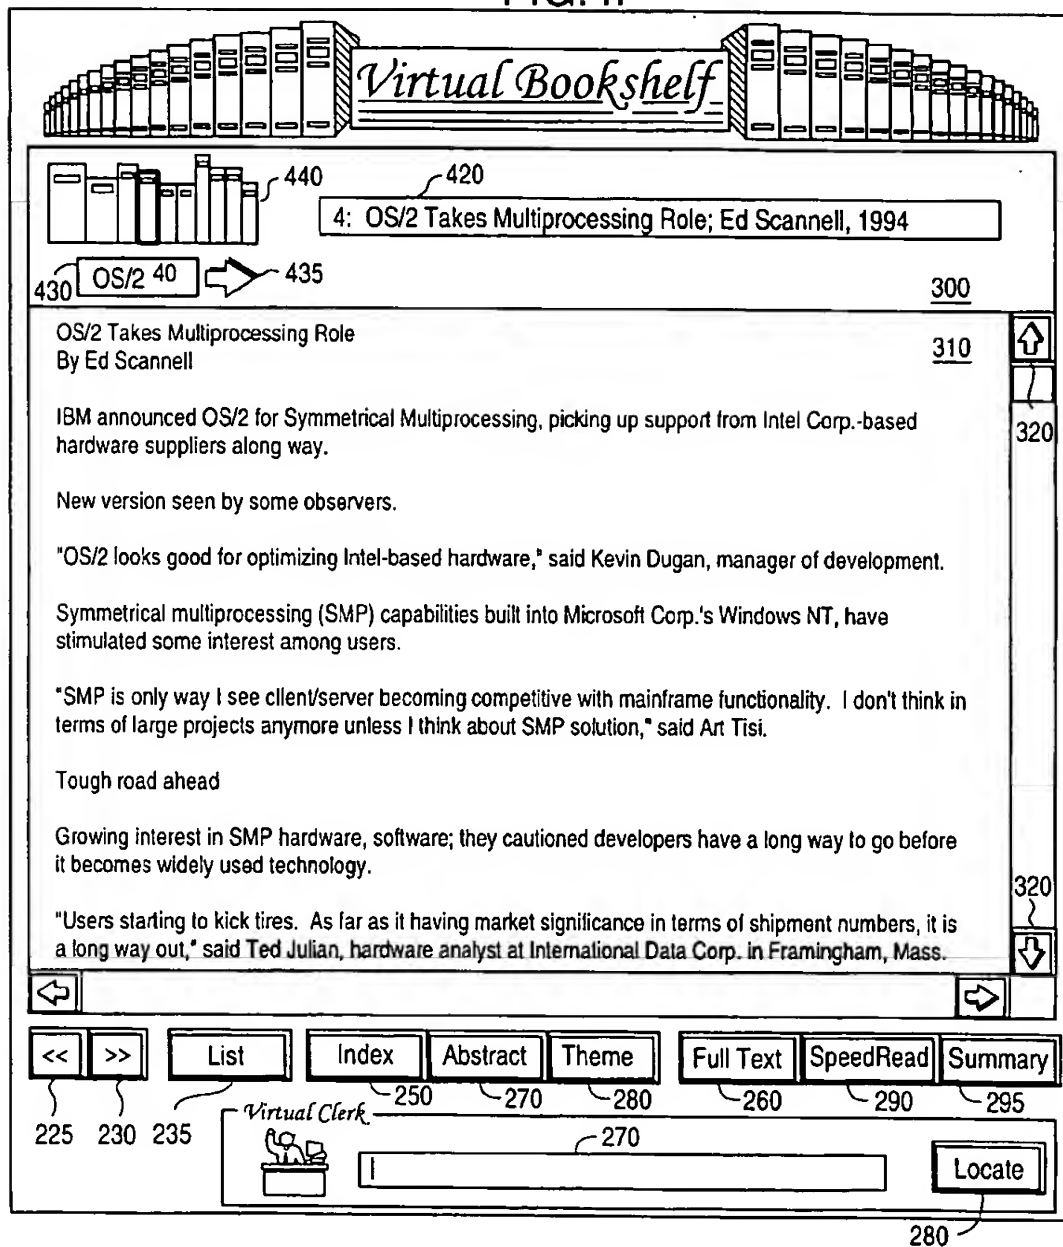 Virtual Bookshelf
440
420
4: OS/2 Takes Multiprocessing Role; Ed Scannell, 1994
430
OS/2 40
435
300
OS/2 Takes Multiprocessing Role
310
By Ed Scannell
IBM announced OS/2 for Symmetrical Multiprocessing, picking up support from Intel Corp.-based
320
hardware suppliers along way.
New version seen by some observers.
"OS/2 looks good for optimizing Intel-based hardware," said Kevin Dugan, manager of development.
Symmetrical multiprocessing (SMP) capabilities built into Microsoft Corp.'s Windows NT, have
stimulated some interest among users.
"SMP is only way I see client/server becoming competitive with mainframe functionality. I don't think in
terms of large projects anymore unless I think about SMP solution," said Art Tisi.
Tough road ahead
Growing interest in SMP hardware, software; they cautioned developers have a long way to go before
it becomes widely used technology.
320
"Users starting to kick tires. As far as it having market significance in terms of shipment numbers, it is
a long way out," said Ted Julian, hardware analyst at International Data Corp. in Framingham, Mass.
<< >> List Index Abstract Theme Full Text SpeedRead Summary
250 270 280 260 290 295
225 230 235 Virtual Clerk
270
Locate
280